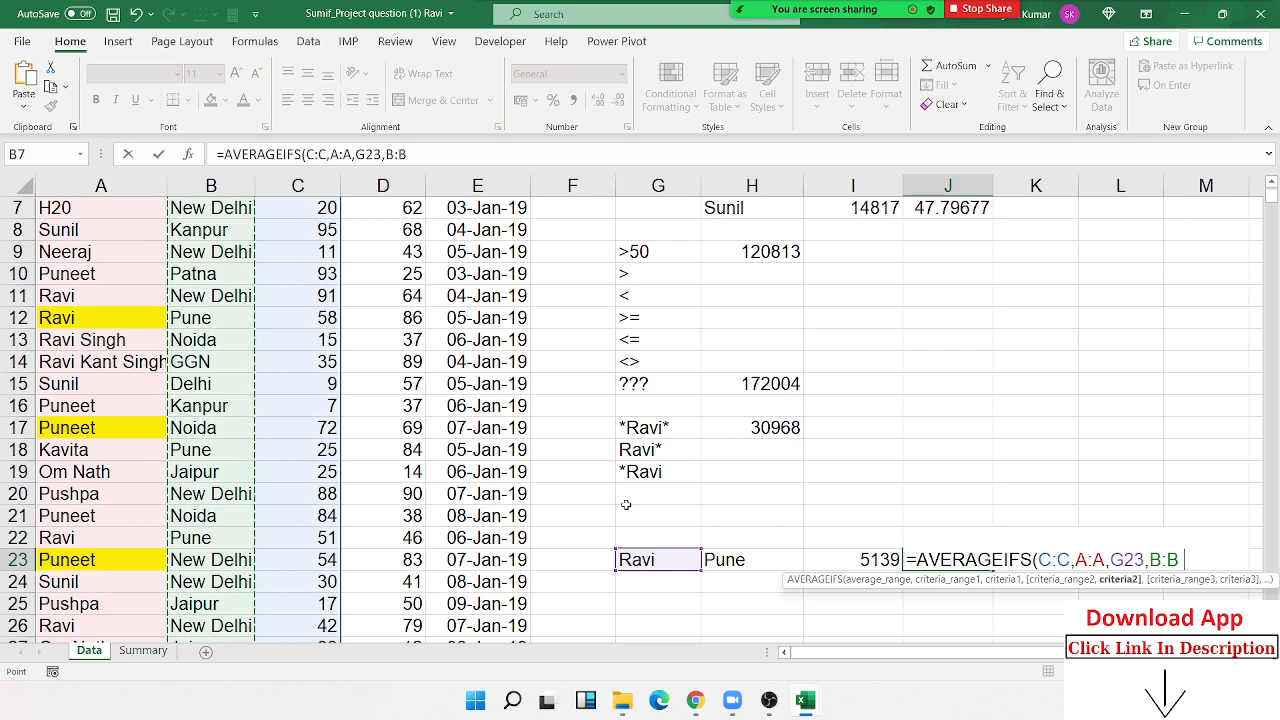 AutoSave Off
Sumif_Project question (1) Ravi
Search
You are screen sharing
Stop Share
Kumar SK
File Home Insert Page Layout Formulas Data IMP Review View Developer Help Power Pivot
Share Comments
Paste
11
Wrap Text
Merge & Center
General
Conditional Formatting
Format as Table
Cell Styles
Insert Delete Format
AutoSum
Fill
Clear
Sort & Filter
Find & Select
Analyze Data
Paste as Hyperlink
On Enter
Clipboard Font Alignment Number Styles Cells Editing Analysis New Group
B7 fx =AVERAGEIFS(C:C,A:A,G23,B:B
A B C D E F G H I J K L M
7 H20 New Delhi 20 62 03-Jan-19 Sunil 14817 47.79677
8 Sunil Kanpur 95 68 04-Jan-19
9 Neeraj New Delhi 11 43 05-Jan-19 >50 120813
10 Puneet Patna 93 25 03-Jan-19 >
11 Ravi New Delhi 91 64 04-Jan-19 <
12 Ravi Pune 58 86 05-Jan-19 >=
13 Ravi Singh Noida 15 37 06-Jan-19 <=
14 Ravi Kant Singh GGN 35 89 04-Jan-19 <>
15 Sunil Delhi 9 57 05-Jan-19 ??? 172004
16 Puneet Kanpur 7 37 06-Jan-19
17 Puneet Noida 72 69 07-Jan-19 *Ravi* 30968
18 Kavita Pune 25 84 05-Jan-19 Ravi*
19 Om Nath Jaipur 25 14 06-Jan-19 *Ravi
20 Pushpa New Delhi 88 90 07-Jan-19
21 Puneet Noida 84 38 08-Jan-19
22 Ravi Pune 51 46 06-Jan-19
23 Puneet New Delhi 54 83 07-Jan-19 Ravi Pune 5139 =AVERAGEIFS(C:C,A:A,G23,B:B
24 Sunil New Delhi 30 41 08-Jan-19
AVERAGEIFS(average_range, criteria_range1, criteria1, [criteria_range2, criteria2], [criteria_range3, criteria3], ...)
25 Pushpa Jaipur 17 50 09-Jan-19
26 Ravi New Delhi 42 79 07-Jan-19
Download App
Click Link In Description
Data Summary
Point